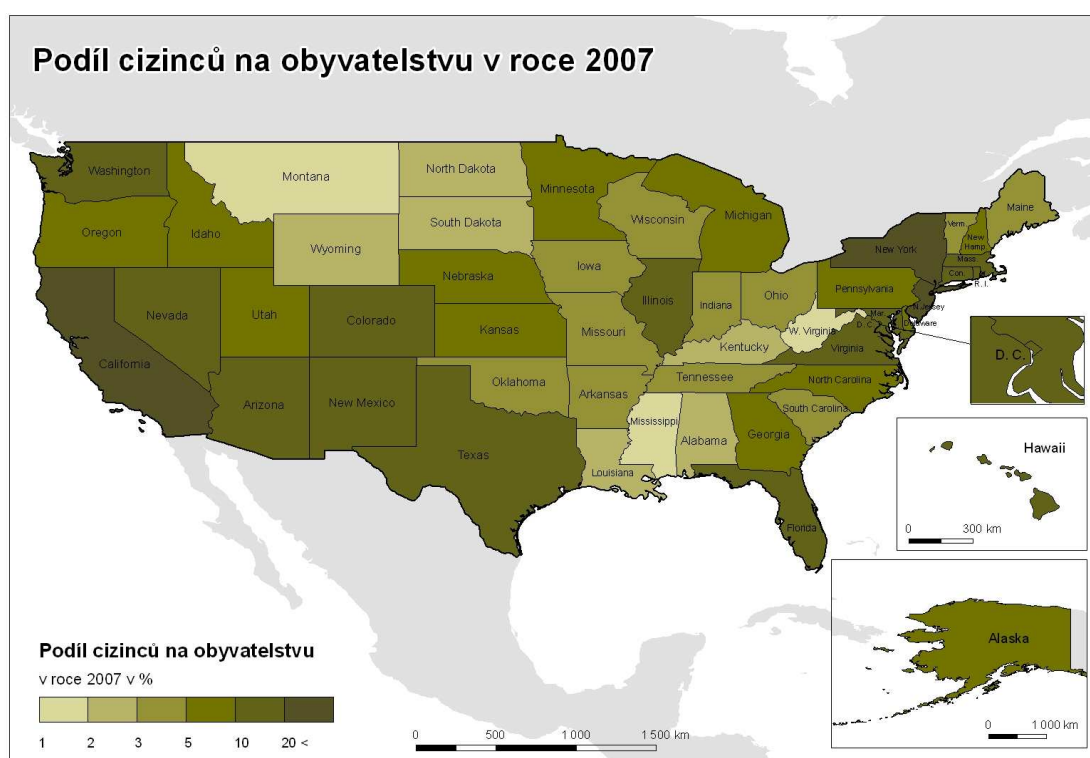 Podíl cizinců na obyvatelstvu v roce 2007
Washington
Montana
North Dakota
Minnesota
Maine
Oregon
Idaho
Wyoming
South Dakota
Wisconsin
Michigan
Verm.
New
Hamp.
New York
Mass.
Con.
R. I.
Nebraska
Iowa
Pennsylvania
N. Jersey
Nevada
Utah
Colorado
Kansas
Illinois
Indiana
Ohio
Mar.
D. C.
Delaware
W. Virginia
Virginia
Missouri
Kentucky
California
Arizona
New Mexico
Oklahoma
Arkansas
Tennessee
North Carolina
South Carolina
Mississippi
Alabama
Georgia
Texas
Louisiana
Florida
D. C.
Hawaii
0 300 km
Alaska
0 1 000 km
Podíl cizinců na obyvatelstvu
v roce 2007 v %
1 2 3 5 10 20 <
0 500 1 000 1 500 km